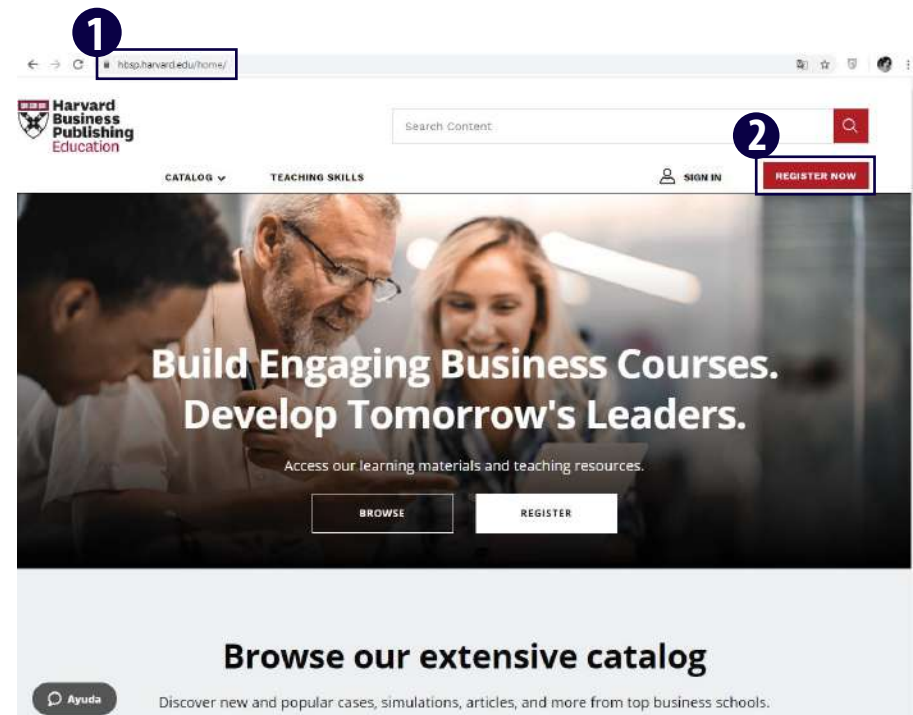 1
hbsp.harvard.edu/home/
Harvard
Business
Publishing
Education
Search Content
2
CATALOG
TEACHING SKILLS
SIGN IN
REGISTER NOW
Build Engaging Business Courses.
Develop Tomorrow's Leaders.
Access our learning materials and teaching resources.
BROWSE
REGISTER
Browse our extensive catalog
Ayuda
Discover new and popular cases, simulations, articles, and more from top business schools.